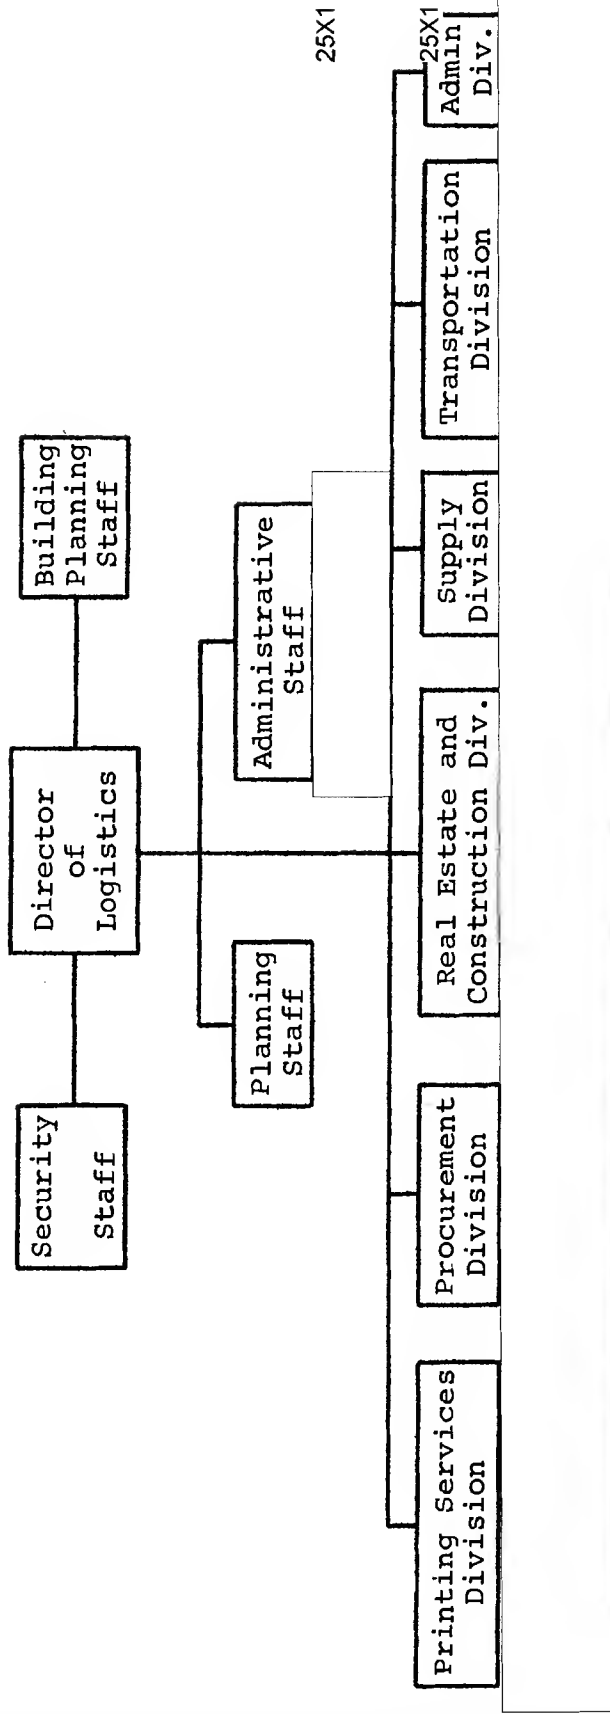 Security
Staff
Director
of
Logistics
Building
Planning
Staff
Planning
Staff
Administrative
Staff
25X1
Printing Services
Division
Procurement
Division
Real Estate and
Construction Div.
Supply
Division
Transportation
Division
25X1
Admin
Div.